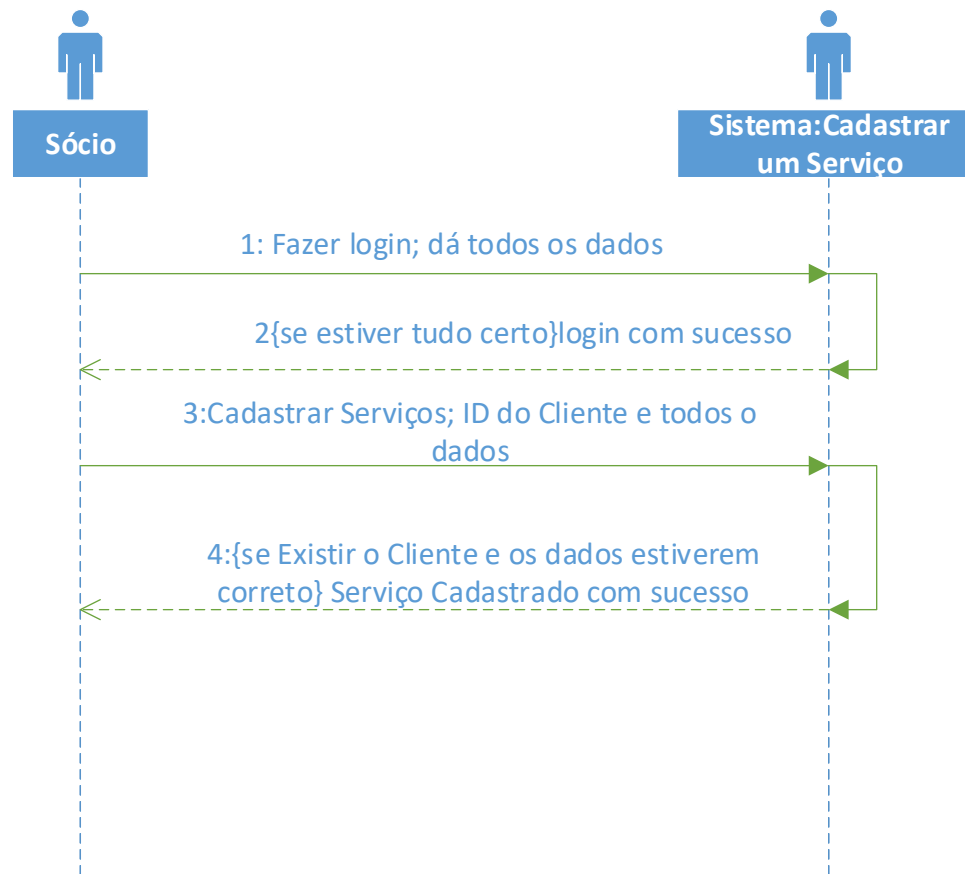 Sócio
Sistema:Cadastrar
um Serviço
1: Fazer login; dá todos os dados
2{se estiver tudo certo}login com sucesso
3:Cadastrar Serviços; ID do Cliente e todos o
dados
4:{se Existir o Cliente e os dados estiverem
correto} Serviço Cadastrado com sucesso